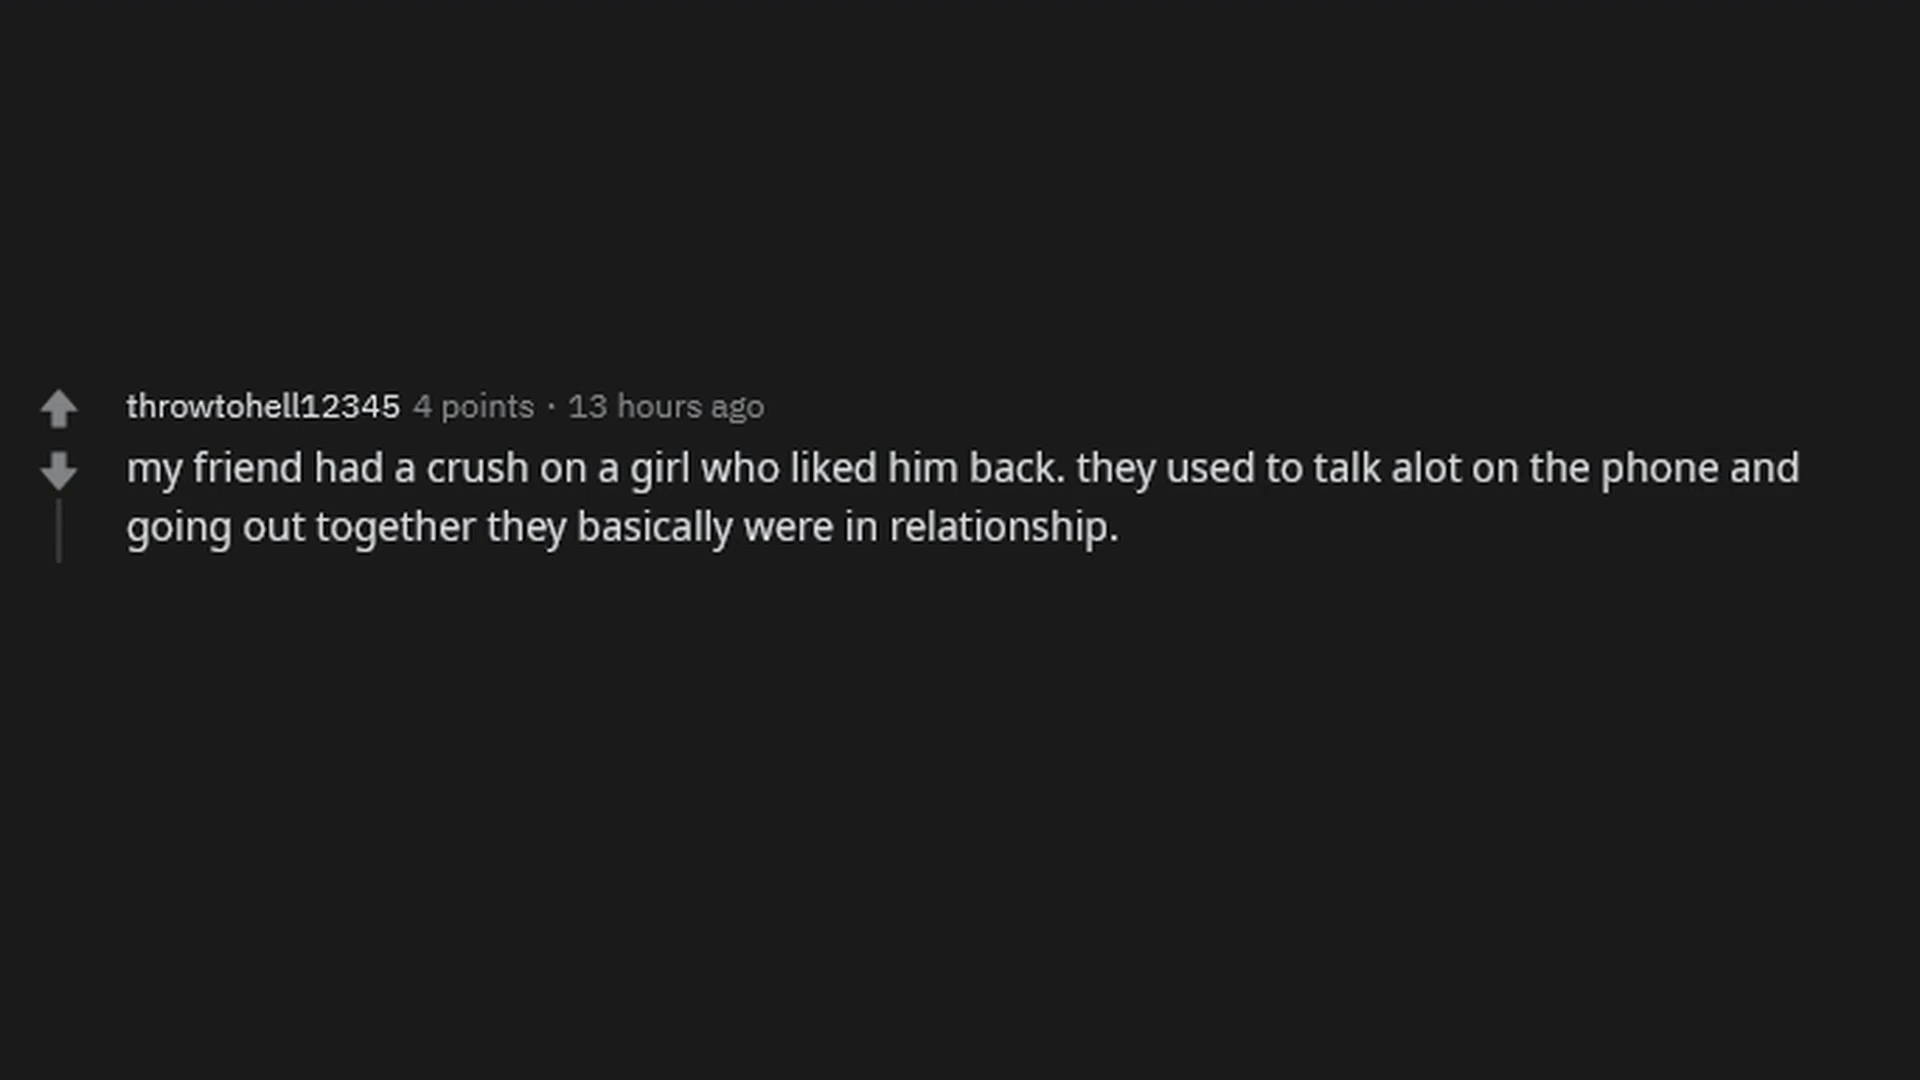 throwtohell12345 4 points · 13 hours ago
my friend had a crush on a girl who liked him back. they used to talk alot on the phone and
going out together they basically were in relationship.